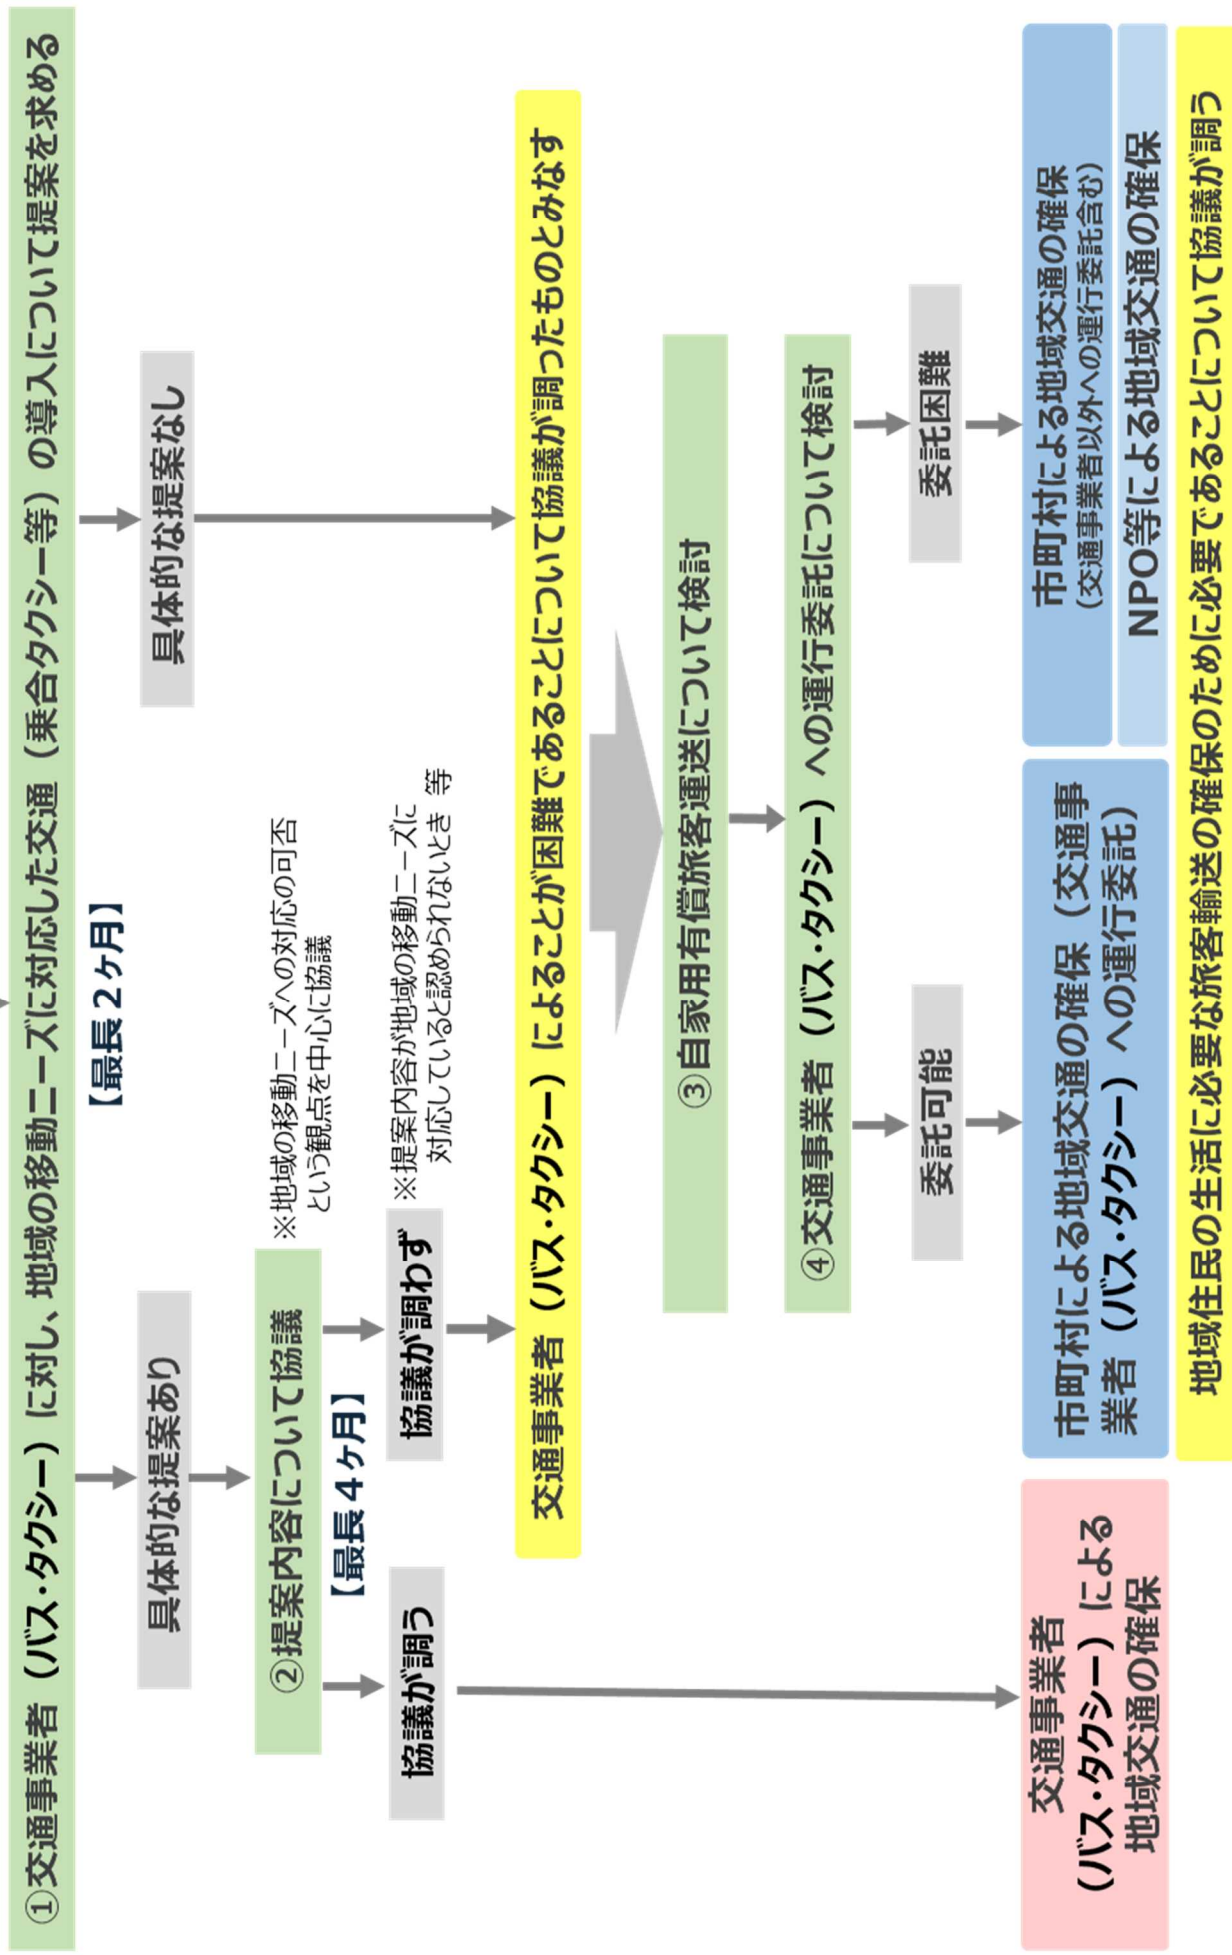 ①交通事業者（バス・タクシー）に対し、地域の移動ニーズに対応した交通（乗合タクシー等）の導入について提案を求める
【最長２ヶ月】
具体的な提案あり
具体的な提案なし
②提案内容について協議
※地域の移動ニーズへの対応の可否
という観点を中心に協議
【最長４ヶ月】
協議が調う
協議が調わず
※提案内容が地域の移動ニーズに
対応していると認められないとき 等
交通事業者（バス・タクシー）によることが困難であることについて協議が調ったものとみなす
③自家用有償旅客運送について検討
④交通事業者（バス・タクシー）への運行委託について検討
委託可能
委託困難
交通事業者
（バス・タクシー）による
地域交通の確保
市町村による地域交通の確保（交通事
業者（バス・タクシー）への運行委託）
市町村による地域交通の確保
（交通事業者以外への運行委託含む）
NPO等による地域交通の確保
地域住民の生活に必要な旅客輸送の確保のために必要であることについて協議が調う